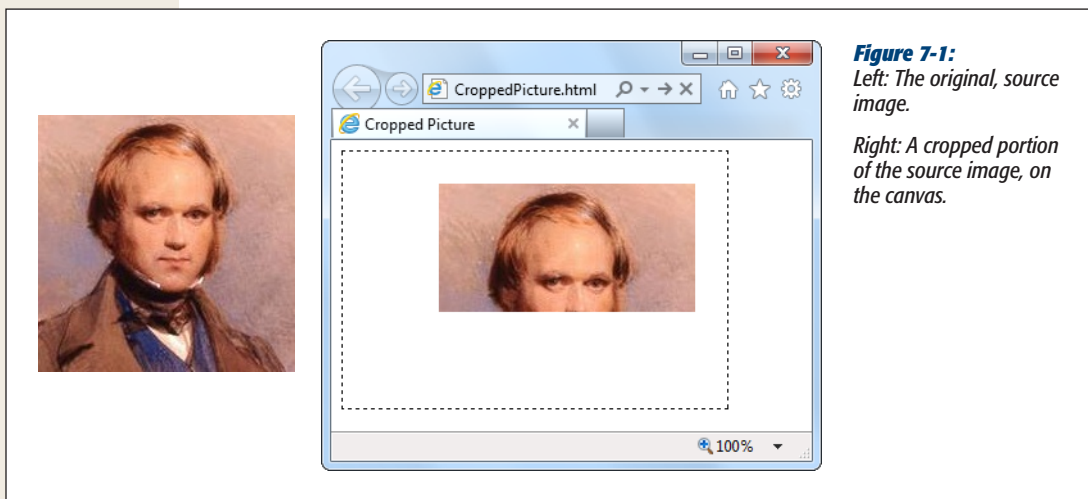 CroppedPicture.html
Cropped Picture
100%
Figure 7-1:
Left: The original, source
image.
Right: A cropped portion
of the source image, on
the canvas.